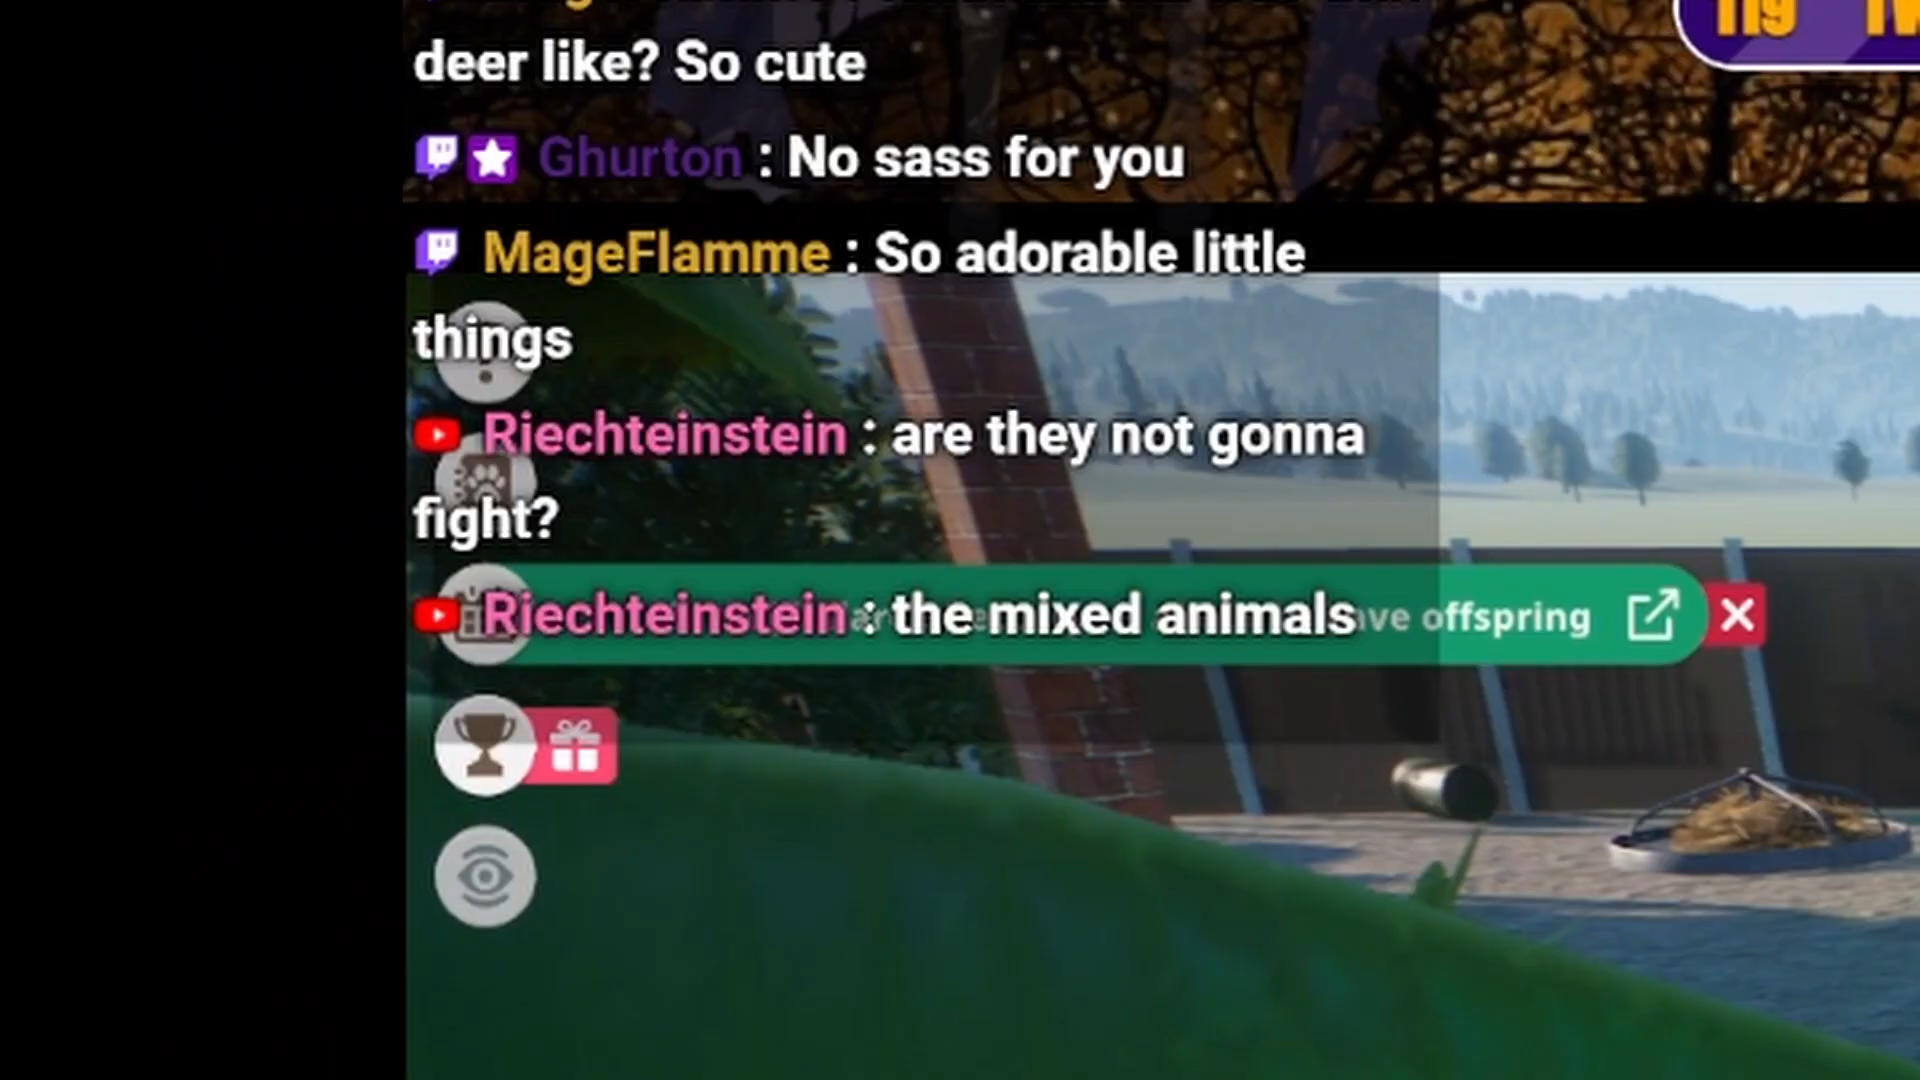 deer like? So cute
Ghurton : No sass for you
MageFlamme : So adorable little
things
Riechteinstein : are they not gonna
fight?
Riechteinstein : the mixed animals
offspring
119